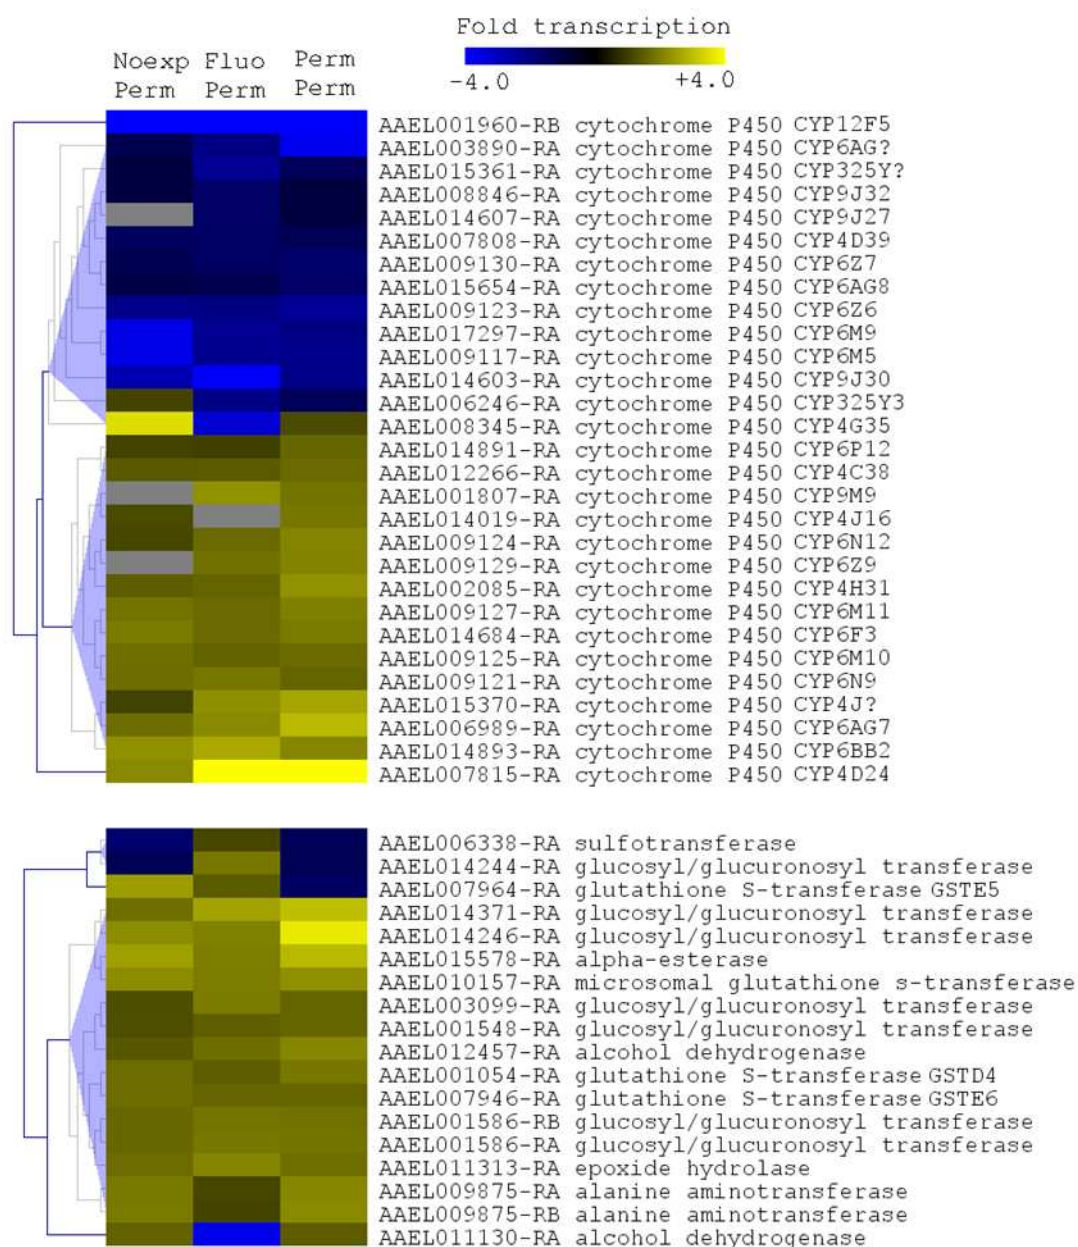 Fold transcription
Noexp Fluo Perm
Perm Perm Perm
-4.0 +4.0
AAEL001960-RB cytochrome P450 CYP12F5
AAEL003890-RA cytochrome P450 CYP6AG?
AAEL015361-RA cytochrome P450 CYP325Y?
AAEL008846-RA cytochrome P450 CYP9J32
AAEL014607-RA cytochrome P450 CYP9J27
AAEL007808-RA cytochrome P450 CYP4D39
AAEL009130-RA cytochrome P450 CYP6Z7
AAEL015654-RA cytochrome P450 CYP6AG8
AAEL009123-RA cytochrome P450 CYP6Z6
AAEL017297-RA cytochrome P450 CYP6M9
AAEL009117-RA cytochrome P450 CYP6M5
AAEL014603-RA cytochrome P450 CYP9J30
AAEL006246-RA cytochrome P450 CYP325Y3
AAEL008345-RA cytochrome P450 CYP4G35
AAEL014891-RA cytochrome P450 CYP6P12
AAEL012266-RA cytochrome P450 CYP4C38
AAEL001807-RA cytochrome P450 CYP9M9
AAEL014019-RA cytochrome P450 CYP4J16
AAEL009124-RA cytochrome P450 CYP6N12
AAEL009129-RA cytochrome P450 CYP6Z9
AAEL002085-RA cytochrome P450 CYP4H31
AAEL009127-RA cytochrome P450 CYP6M11
AAEL014684-RA cytochrome P450 CYP6F3
AAEL009125-RA cytochrome P450 CYP6M10
AAEL009121-RA cytochrome P450 CYP6N9
AAEL015370-RA cytochrome P450 CYP4J?
AAEL006989-RA cytochrome P450 CYP6AG7
AAEL014893-RA cytochrome P450 CYP6BB2
AAEL007815-RA cytochrome P450 CYP4D24
AAEL006338-RA sulfotransferase
AAEL014244-RA glucosyl/glucuronosyl transferase
AAEL007964-RA glutathione S-transferase GSTE5
AAEL014371-RA glucosyl/glucuronosyl transferase
AAEL014246-RA glucosyl/glucuronosyl transferase
AAEL015578-RA alpha-esterase
AAEL010157-RA microsomal glutathione s-transferase
AAEL003099-RA glucosyl/glucuronosyl transferase
AAEL001548-RA glucosyl/glucuronosyl transferase
AAEL012457-RA alcohol dehydrogenase
AAEL001054-RA glutathione S-transferase GSTD4
AAEL007946-RA glutathione S-transferase GSTE6
AAEL001586-RB glucosyl/glucuronosyl transferase
AAEL001586-RA glucosyl/glucuronosyl transferase
AAEL011313-RA epoxide hydrolase
AAEL009875-RA alanine aminotransferase
AAEL009875-RB alanine aminotransferase
AAEL011130-RA alcohol dehydrogenase